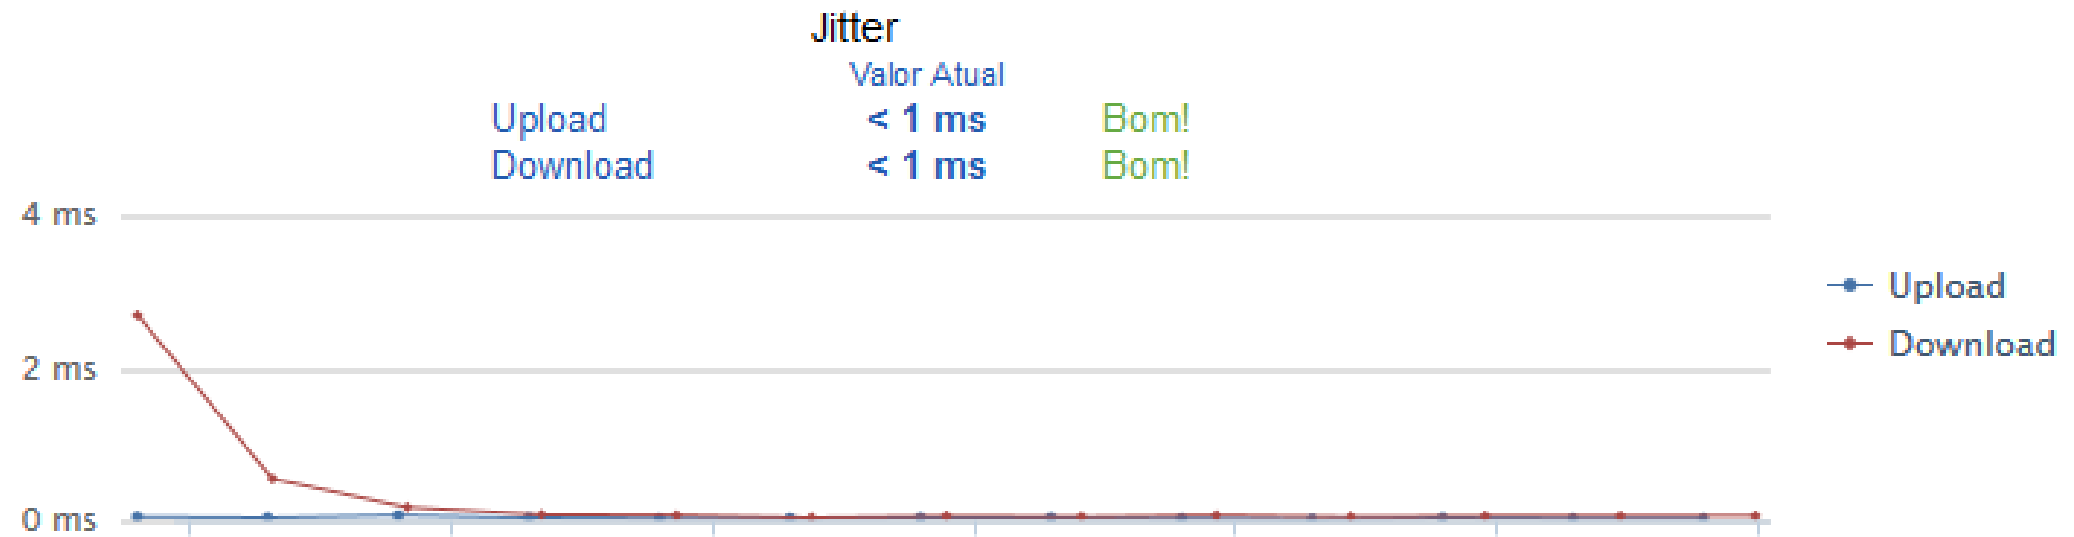 Jitter
Valor Atual
Upload < 1 ms Bom!
Download < 1 ms Bom!
4 ms
2 ms
0 ms
Upload
Download